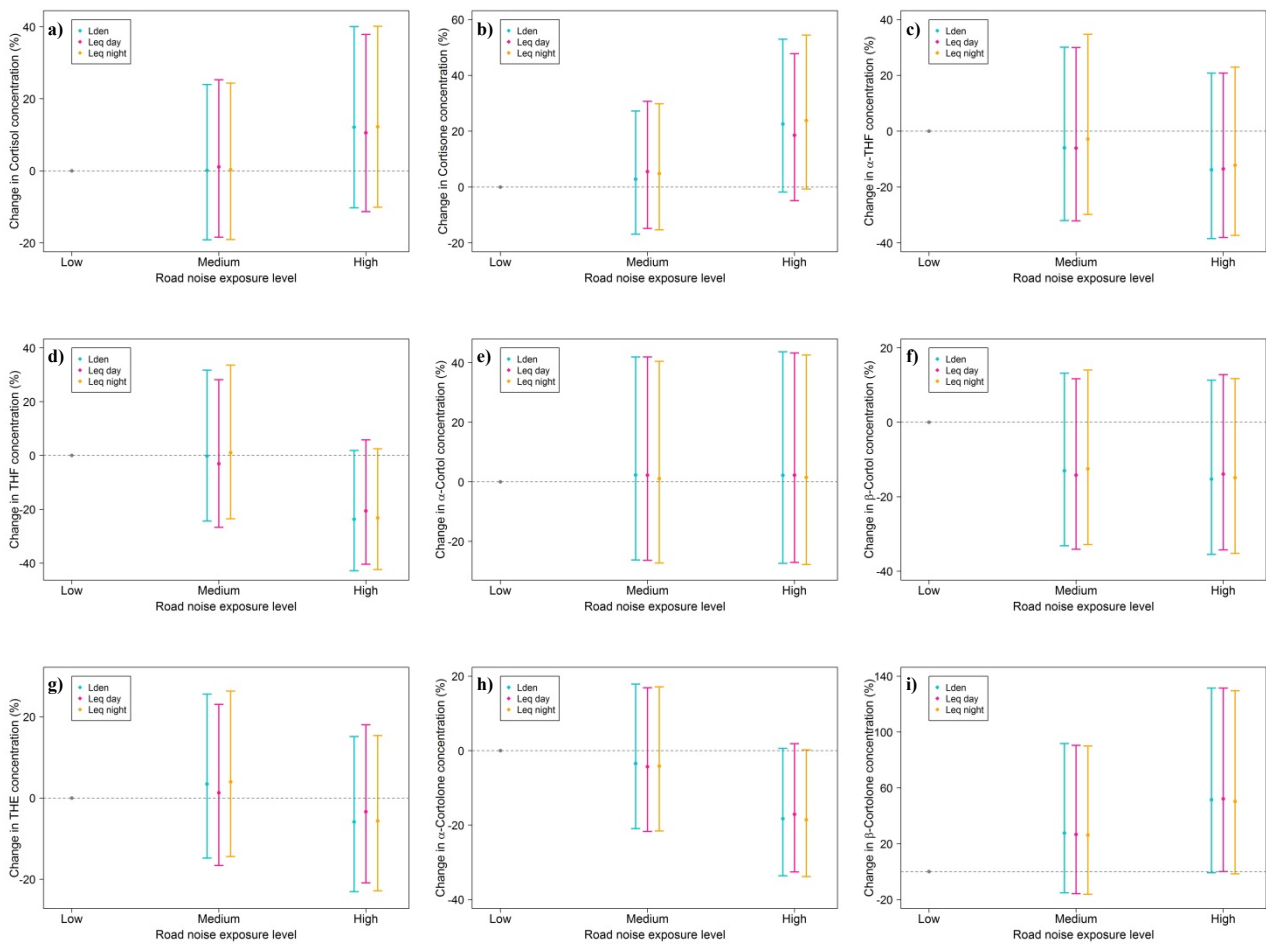 a)
Lden
Leq day
Leq night
Change in Cortisol concentration (%)
40
20
0
-20
Low
Medium
High
Road noise exposure level
b)
Lden
Leq day
Leq night
Change in Cortisone concentration (%)
60
40
20
0
-20
Low
Medium
High
Road noise exposure level
c)
Lden
Leq day
Leq night
Change in α-THF concentration (%)
40
20
0
-20
-40
Low
Medium
High
Road noise exposure level
d)
Lden
Leq day
Leq night
Change in THF concentration (%)
40
20
0
-20
-40
Low
Medium
High
Road noise exposure level
e)
Lden
Leq day
Leq night
Change in α-Cortol concentration (%)
40
20
0
-20
Low
Medium
High
Road noise exposure level
f)
Lden
Leq day
Leq night
Change in β-Cortol concentration (%)
20
0
-20
-40
Low
Medium
High
Road noise exposure level
g)
Lden
Leq day
Leq night
Change in THE concentration (%)
20
0
-20
Low
Medium
High
Road noise exposure level
h)
Lden
Leq day
Leq night
Change in α-Cortolone concentration (%)
20
0
-20
-40
Low
Medium
High
Road noise exposure level
i)
Lden
Leq day
Leq night
Change in β-Cortolone concentration (%)
140
100
60
20
-20
Low
Medium
High
Road noise exposure level